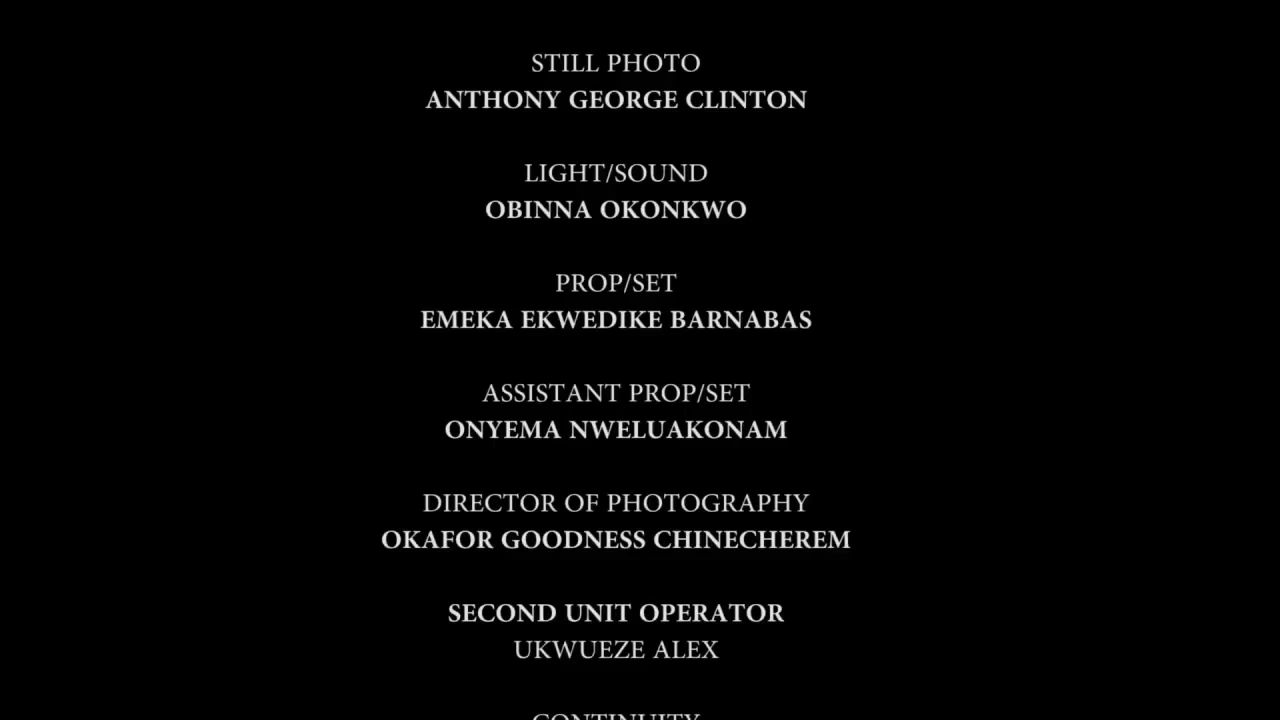 STILL PHOTO
ANTHONY GEORGE CLINTON
LIGHT/SOUND
OBINNA OKONKWO
PROP/SET
EMEKA EKWEDIKE BARNABAS
ASSISTANT PROP/SET
ONYEMA NWELUAKONAM
DIRECTOR OF PHOTOGRAPHY
OKAFOR GOODNESS CHINECHEREM
SECOND UNIT OPERATOR
UKWUEZE ALEX
CONTINUITY